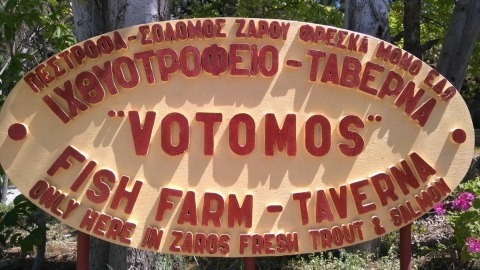 ΠΕΣΤΡΟΦΑ - ΣΟΛΟΜΟΣ ΖΑΡΟΥ ΦΡΕΣΚΑ ΜΟΝΟ ΕΔΩ
ΙΧΘΥΟΤΡΟΦΕΙΟ - ΤΑΒΕΡΝΑ
"VOTOMOS"
FISH FARM - TAVERNA
ONLY HERE IN ZAROS FRESH TROUT & SALMON